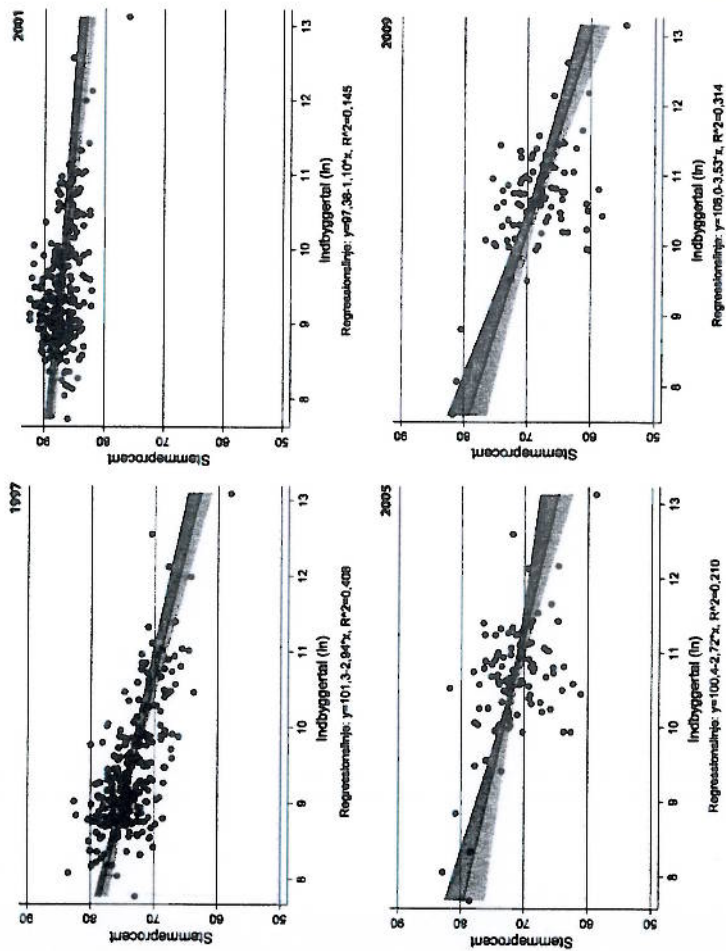 1997
Stemmeprocent
90
80
70
60
50
8 9 10 11 12 13
Indbyggertal (ln)
Regressionslinje: y=101,3-2,94*x, R^2=0,408
2001
Stemmeprocent
90
80
70
60
50
8 9 10 11 12 13
Indbyggertal (ln)
Regressionslinje: y=97,38-1,10*x, R^2=0,145
2005
Stemmeprocent
90
80
70
60
50
8 9 10 11 12 13
Indbyggertal (ln)
Regressionslinje: y=100,4-2,72*x, R^2=0,210
2009
Stemmeprocent
90
80
70
60
50
8 9 10 11 12 13
Indbyggertal (ln)
Regressionslinje: y=108,0-3,53*x, R^2=0,314